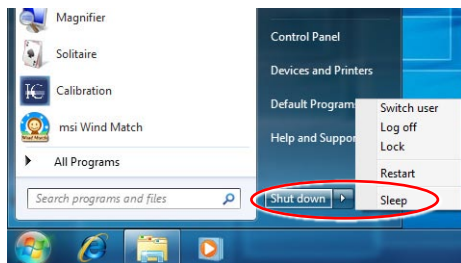 Magnifier
Solitaire
Calibration
msi Wind Match
All Programs
Search programs and files
Control Panel
Devices and Printers
Default Program
Help and Suppor
Shut down
Switch user
Log off
Lock
Restart
Sleep